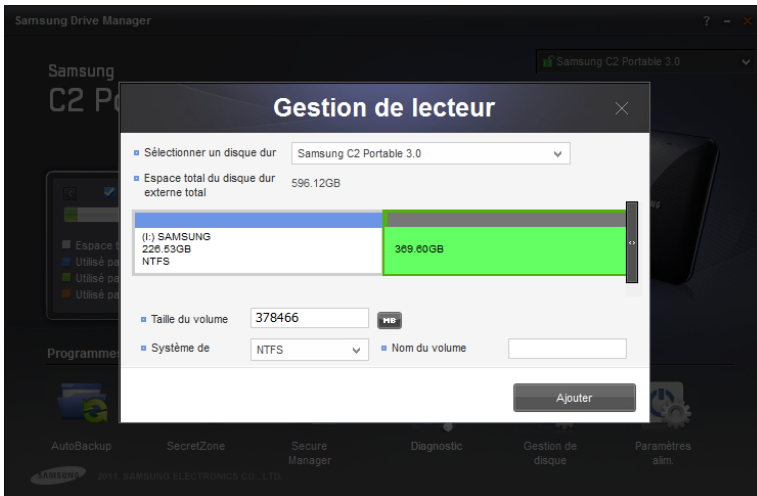 Samsung Drive Manager
? - ×
Samsung C2 Portable 3.0
Samsung
C2 Po
Gestion de lecteur
Sélectionner un disque dur
Samsung C2 Portable 3.0
Espace total du disque dur
externe total
596.12GB
(I:) SAMSUNG
226.53GB
NTFS
369.60GB
Espace t
Utilisé pa
Utilisé pa
Utilisé pa
Taille du volume
378466
MB
Système de
NTFS
Nom du volume
Programmes
Ajouter
AutoBackup
SecretZone
Secure
Manager
Diagnostic
Gestion de
disque
Paramètres
alim.
SAMSUNG
2011. SAMSUNG ELECTRONICS CO., LTD.